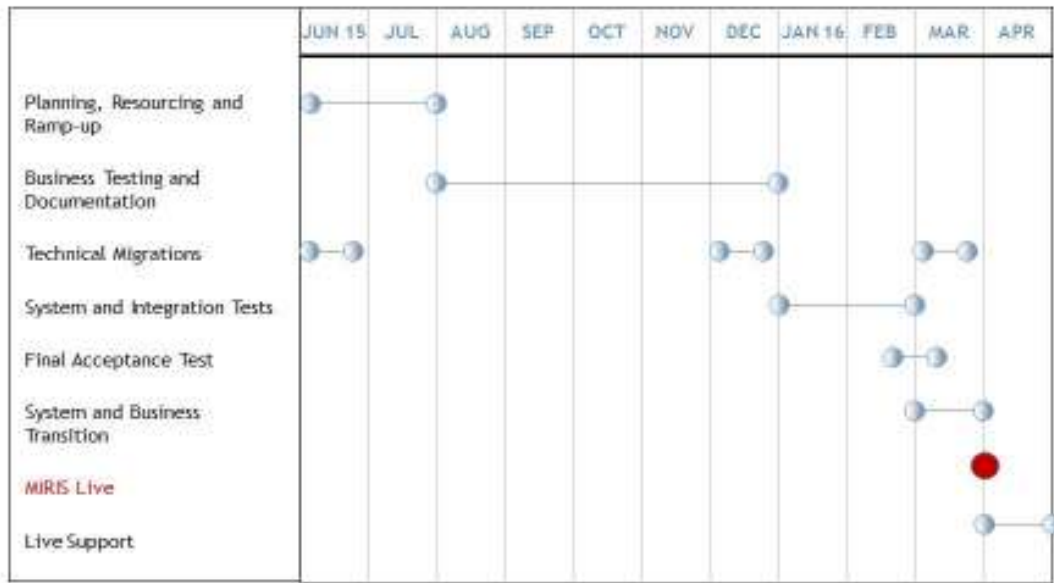 JUN 15 JUL AUG SEP OCT NOV DEC JAN 16 FEB MAR APR
Planning, Resourcing and
Ramp-up
Business Testing and
Documentation
Technical Migrations
System and Integration Tests
Final Acceptance Test
System and Business
Transition
MIRIS Live
Live Support